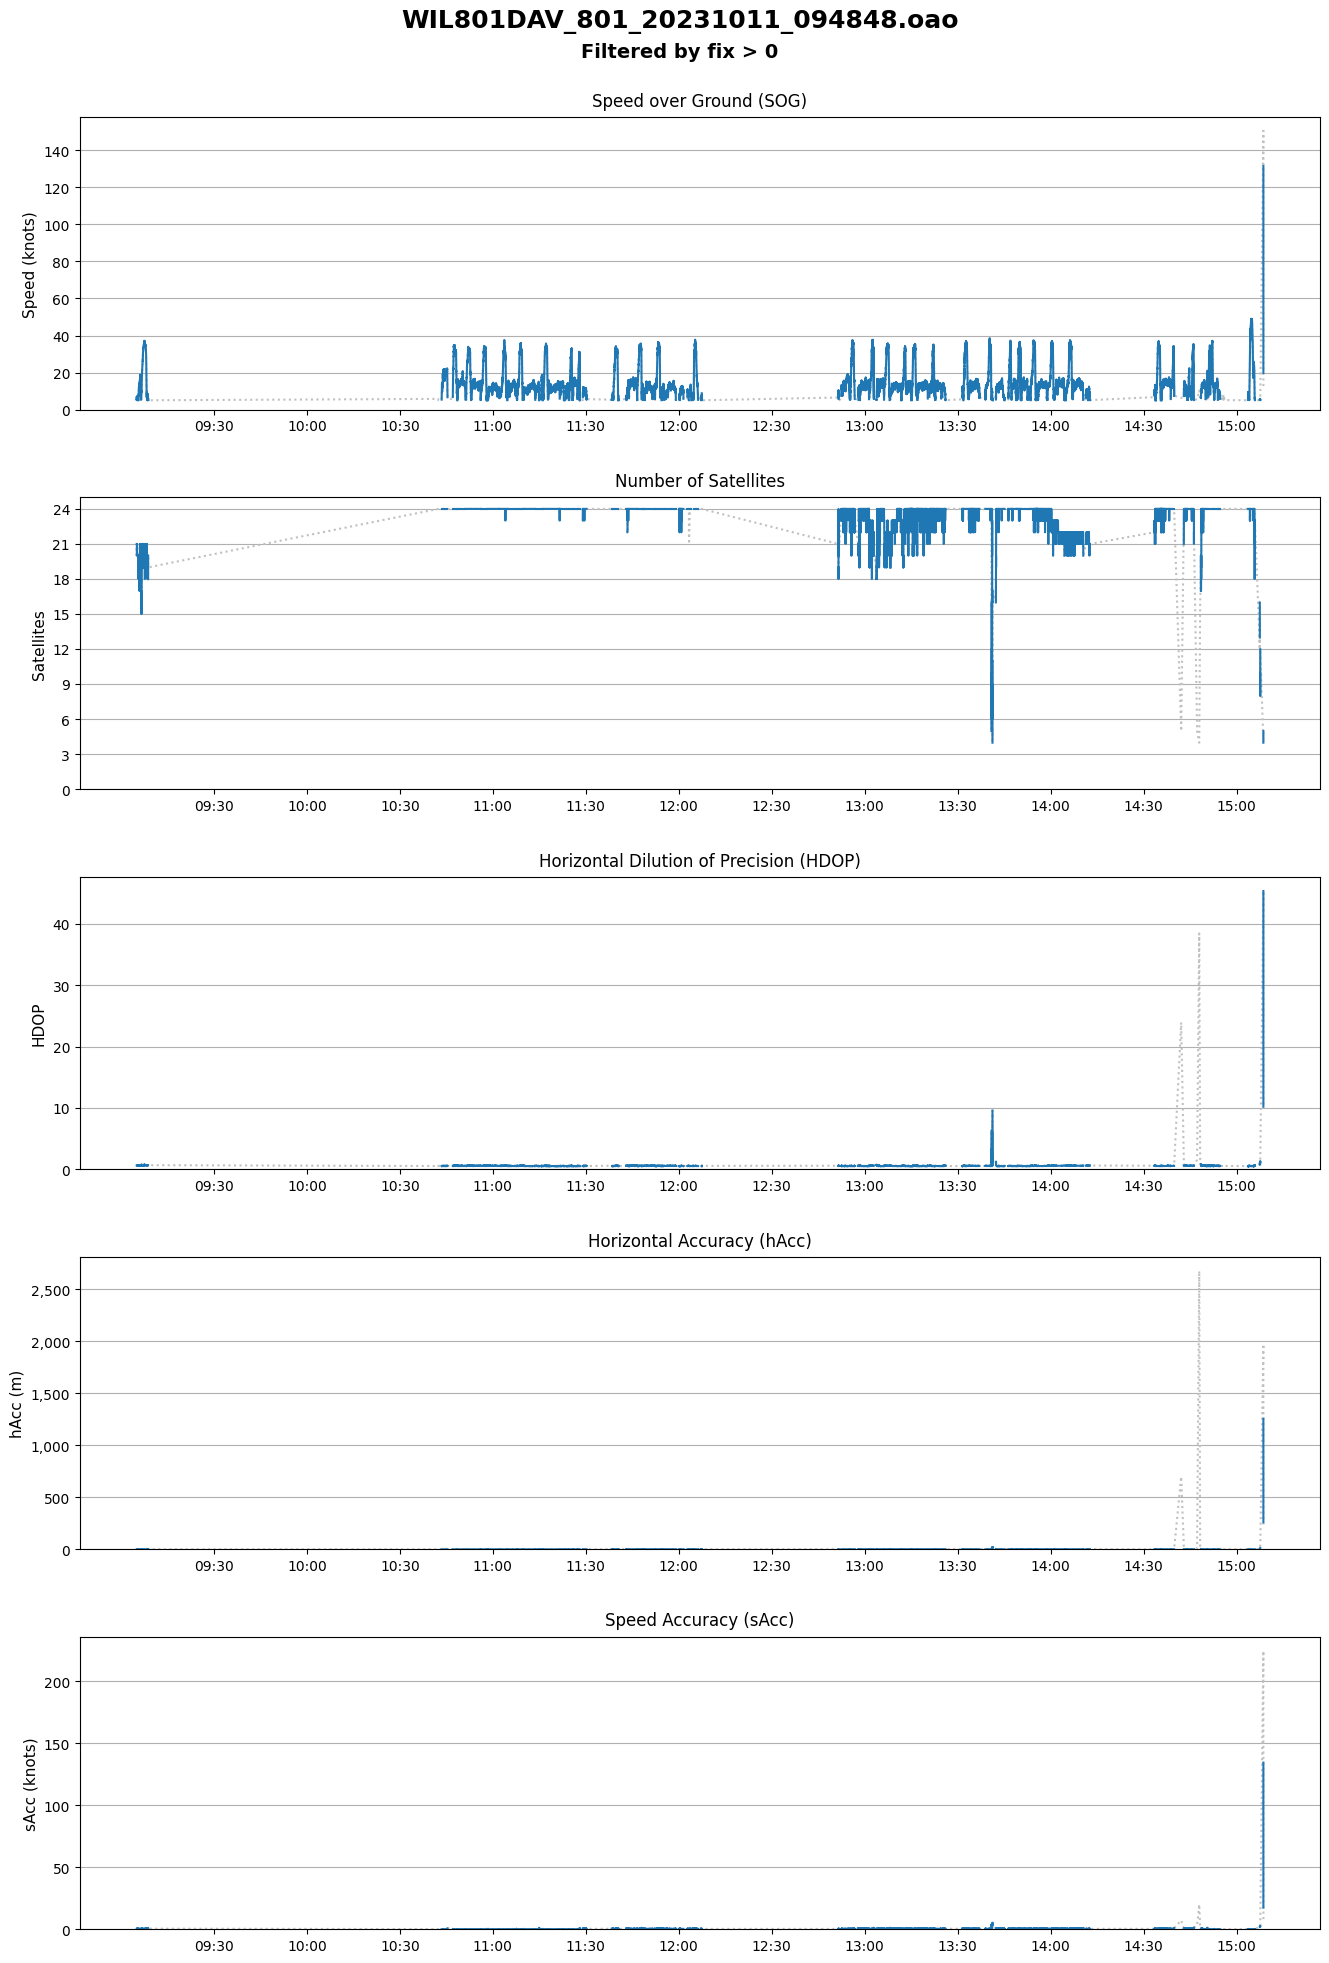 WIL801DAV_801_20231011_094848.oao
Filtered by fix > 0
Speed over Ground (SOG)
Speed (knots)
140
120
100
80
60
40
20
0
09:30 10:00 10:30 11:00 11:30 12:00 12:30 13:00 13:30 14:00 14:30 15:00
Number of Satellites
Satellites
24
21
18
15
12
9
6
3
0
09:30 10:00 10:30 11:00 11:30 12:00 12:30 13:00 13:30 14:00 14:30 15:00
Horizontal Dilution of Precision (HDOP)
HDOP
40
30
20
10
0
09:30 10:00 10:30 11:00 11:30 12:00 12:30 13:00 13:30 14:00 14:30 15:00
Horizontal Accuracy (hAcc)
hAcc (m)
2,500
2,000
1,500
1,000
500
0
09:30 10:00 10:30 11:00 11:30 12:00 12:30 13:00 13:30 14:00 14:30 15:00
Speed Accuracy (sAcc)
sAcc (knots)
200
150
100
50
0
09:30 10:00 10:30 11:00 11:30 12:00 12:30 13:00 13:30 14:00 14:30 15:00